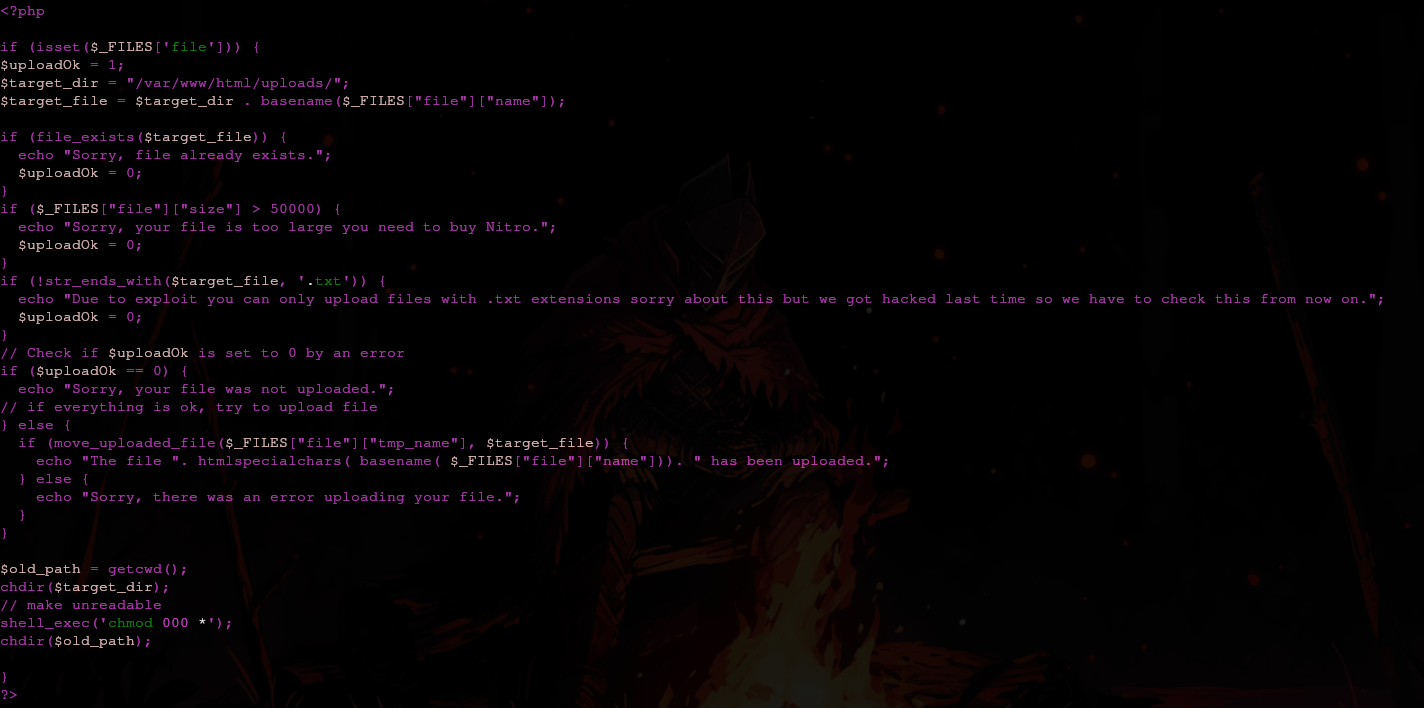 <?php
if (isset($_FILES['file'])) {
$uploadOk = 1;
$target_dir = "/var/www/html/uploads/";
$target_file = $target_dir . basename($_FILES["file"]["name"]);
if (file_exists($target_file)) {
  echo "Sorry, file already exists.";
  $uploadOk = 0;
}
if ($_FILES["file"]["size"] > 50000) {
  echo "Sorry, your file is too large you need to buy Nitro.";
  $uploadOk = 0;
}
if (!str_ends_with($target_file, '.txt')) {
  echo "Due to exploit you can only upload files with .txt extensions sorry about this but we got hacked last time so we have to check this from now on.";
  $uploadOk = 0;
}
// Check if $uploadOk is set to 0 by an error
if ($uploadOk == 0) {
  echo "Sorry, your file was not uploaded.";
// if everything is ok, try to upload file
} else {
  if (move_uploaded_file($_FILES["file"]["tmp_name"], $target_file)) {
    echo "The file ". htmlspecialchars( basename( $_FILES["file"]["name"])). " has been uploaded.";
  } else {
    echo "Sorry, there was an error uploading your file.";
  }
}
$old_path = getcwd();
chdir($target_dir);
// make unreadable
shell_exec('chmod 000 *');
chdir($old_path);
}
?>